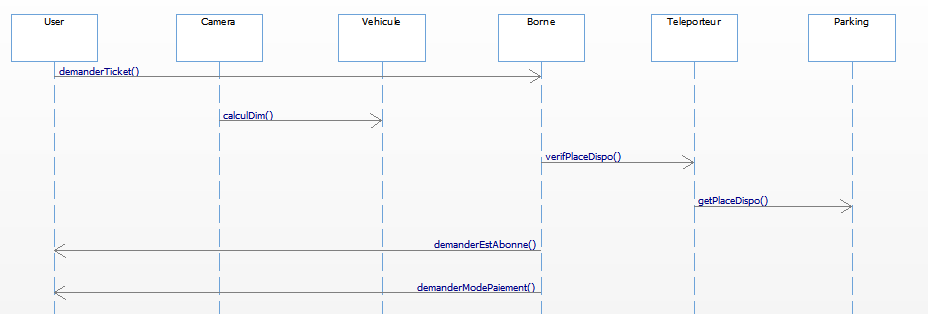 User
Camera
Vehicule
Borne
Teleporteur
Parking
demanderTicket()
calculDim()
verifPlaceDispo()
getPlaceDispo()
demanderEstAbonne()
demanderModePaiement()